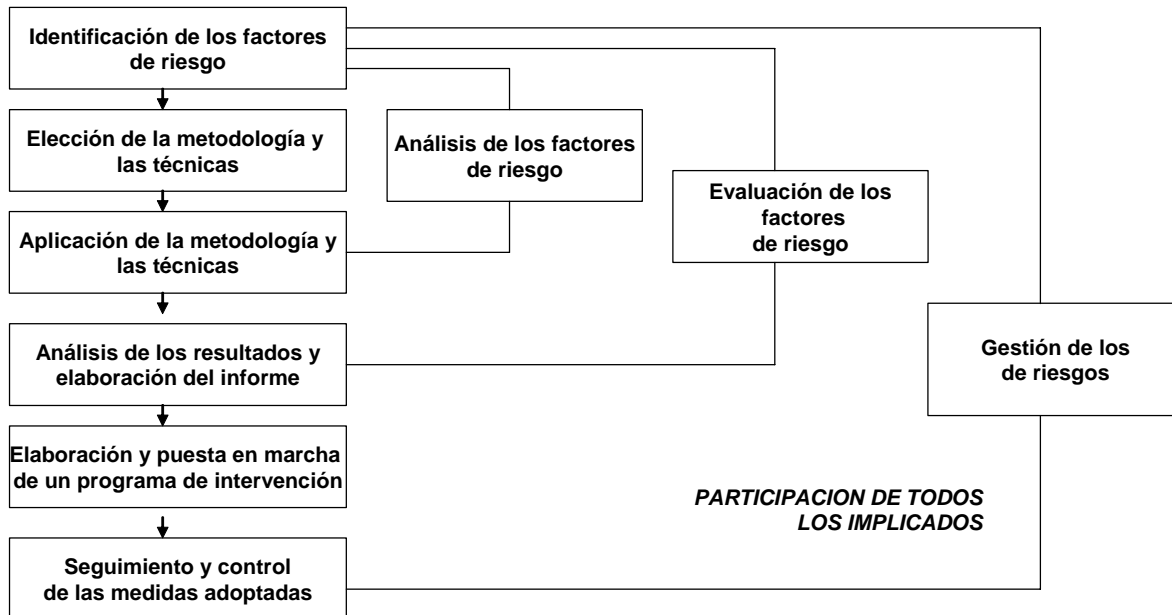 Identificación de los factores
de riesgo
Elección de la metodología y
las técnicas
Aplicación de la metodología y
las técnicas
Análisis de los resultados y
elaboración del informe
Elaboración y puesta en marcha
de un programa de intervención
Seguimiento y control
de las medidas adoptadas
Análisis de los factores
de riesgo
Evaluación de los
factores
de riesgo
Gestión de los
de riesgos
PARTICIPACION DE TODOS
LOS IMPLICADOS